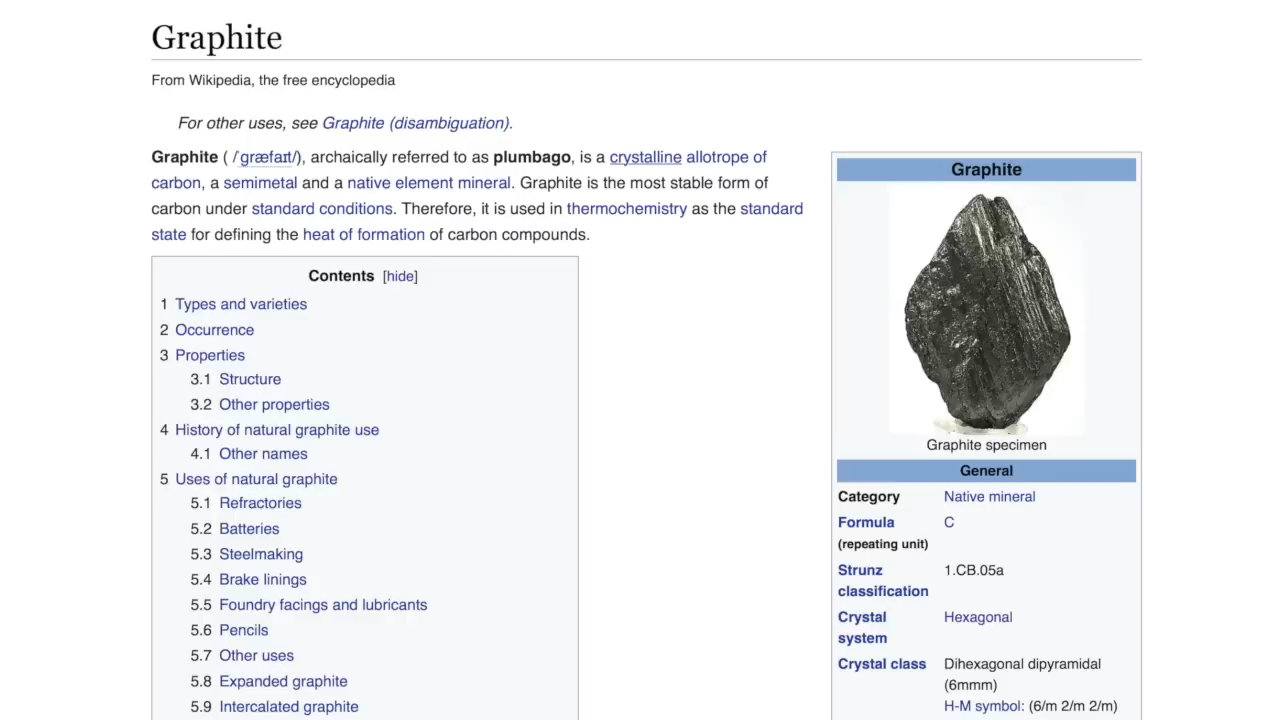 Graphite
From Wikipedia, the free encyclopedia
For other uses, see Graphite (disambiguation).
Graphite ( /ˈɡræfaɪt/), archaically referred to as plumbago, is a crystalline allotrope of
carbon, a semimetal and a native element mineral. Graphite is the most stable form of
carbon under standard conditions. Therefore, it is used in thermochemistry as the standard
state for defining the heat of formation of carbon compounds.
Contents [hide]
1 Types and varieties
2 Occurrence
3 Properties
3.1 Structure
3.2 Other properties
4 History of natural graphite use
4.1 Other names
5 Uses of natural graphite
5.1 Refractories
5.2 Batteries
5.3 Steelmaking
5.4 Brake linings
5.5 Foundry facings and lubricants
5.6 Pencils
5.7 Other uses
5.8 Expanded graphite
5.9 Intercalated graphite
Graphite
Graphite specimen
General
Category Native mineral
Formula C
(repeating unit)
Strunz 1.CB.05a
classification
Crystal Hexagonal
system
Crystal class Dihexagonal dipyramidal
(6mmm)
H-M symbol: (6/m 2/m 2/m)